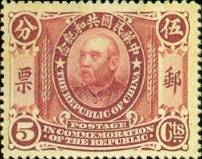 伍分
中華民國共和紀念
郵票
THE REPUBLIC OF CHINA
5 Cts.
POSTAGE
IN COMMEMORATION
OF THE REPUBLIC